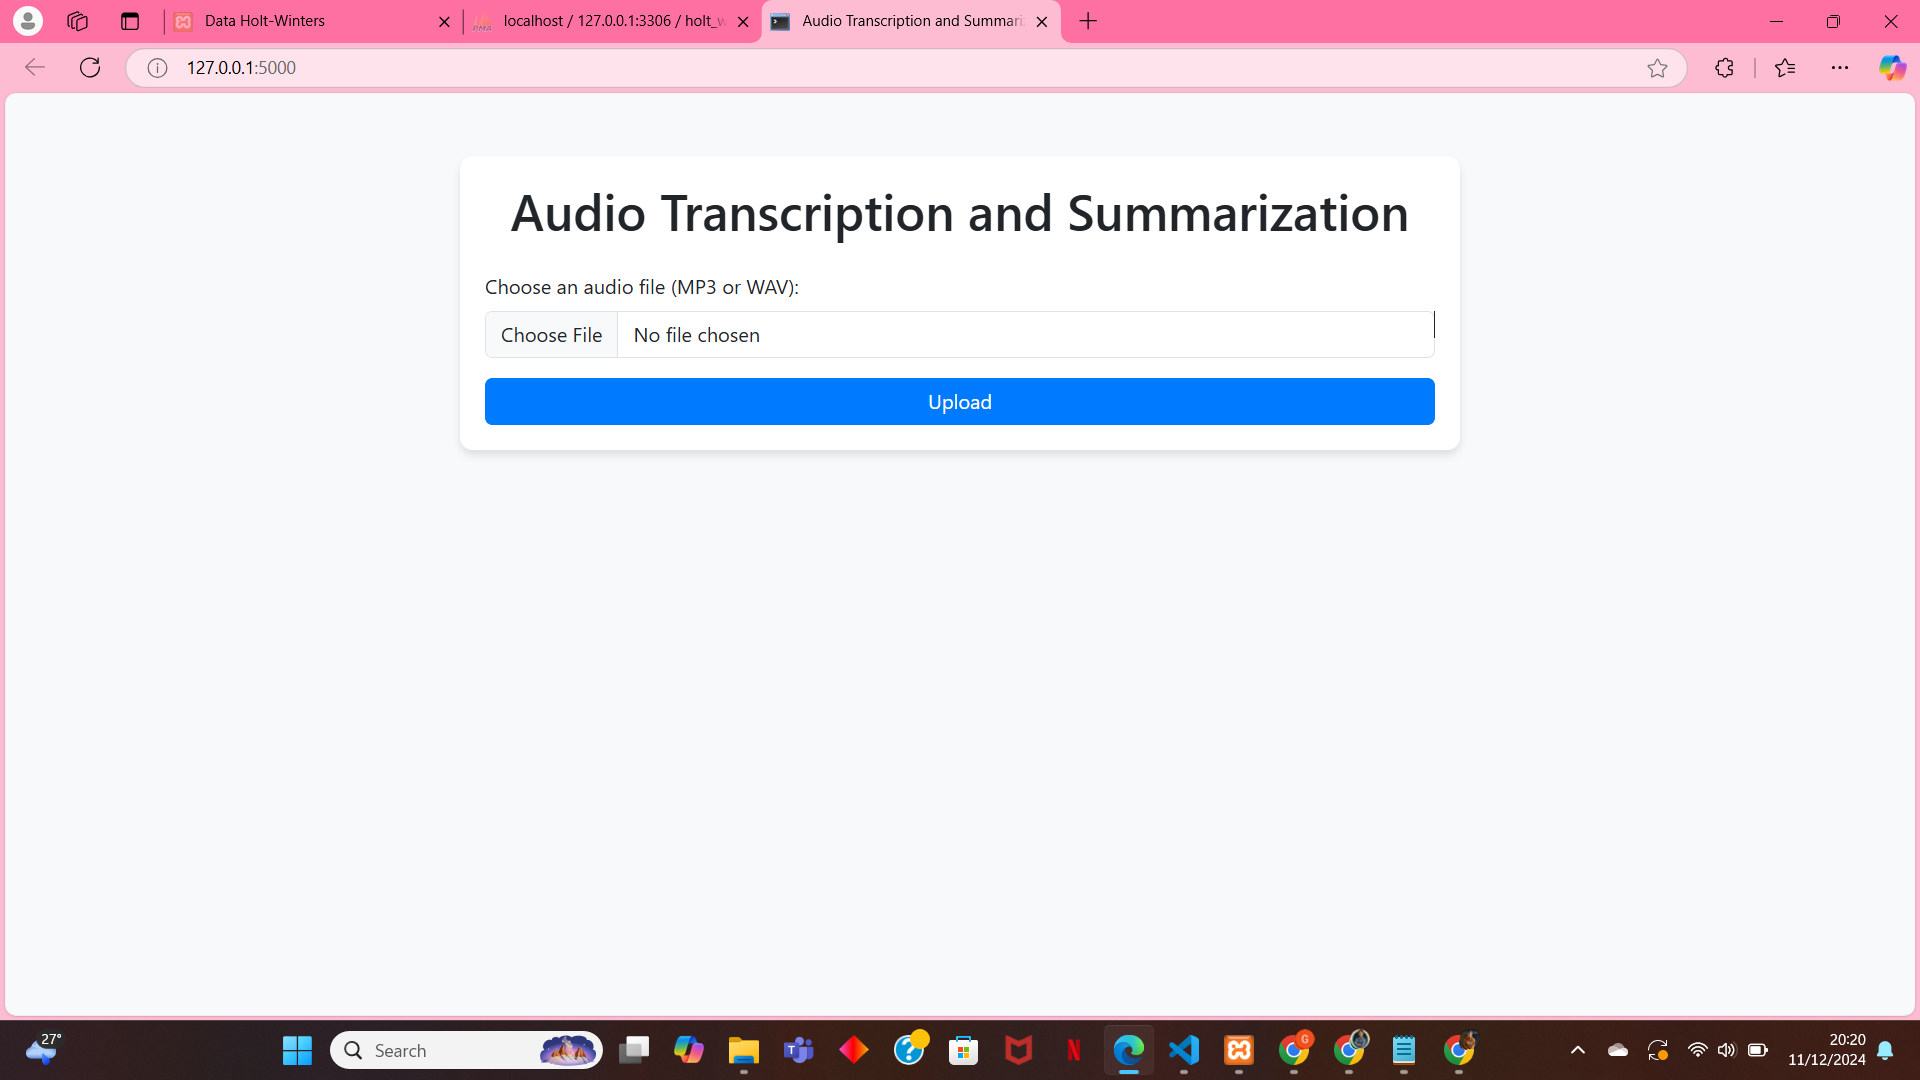 Data Holt-Winters
localhost / 127.0.0.1:3306 / holt_w
Audio Transcription and Summari
127.0.0.1:5000
Audio Transcription and Summarization
Choose an audio file (MP3 or WAV):
Choose File
No file chosen
Upload
27°
Search
20:20
11/12/2024